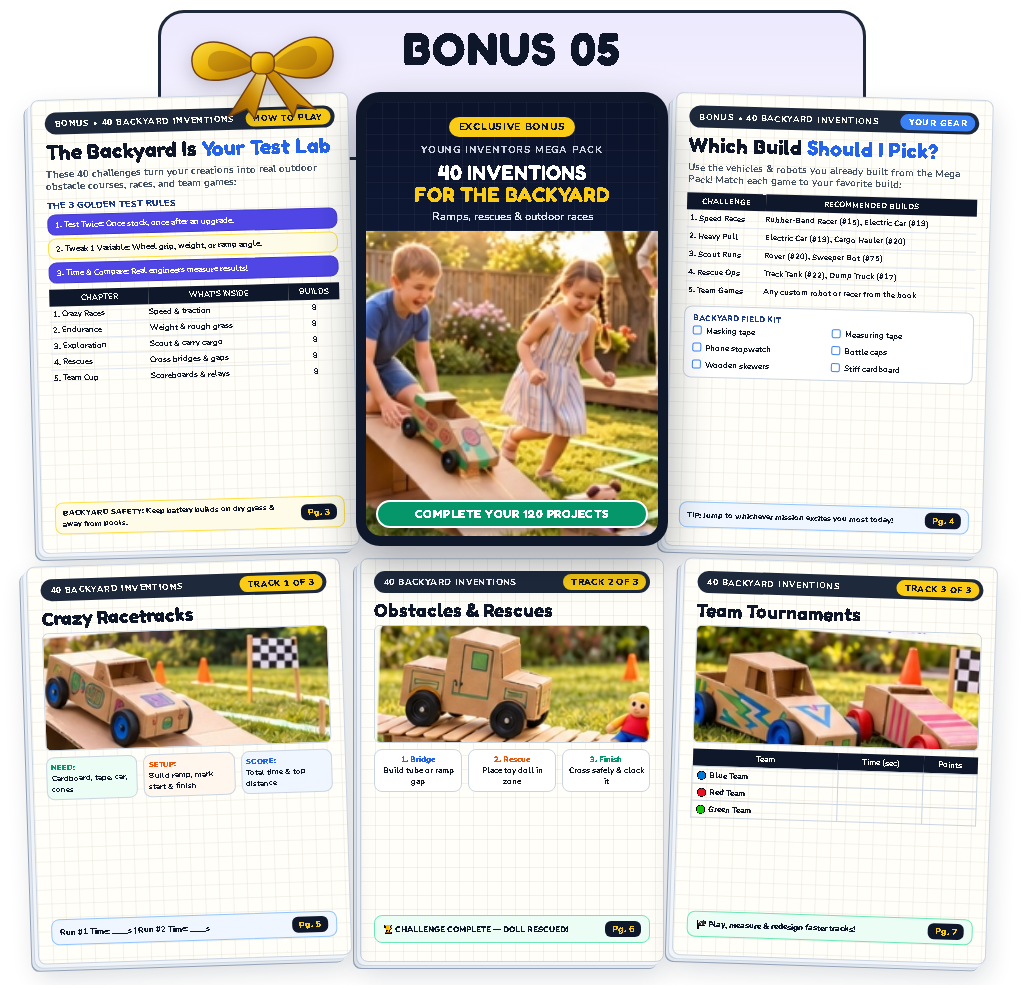 BONUS 05
BONUS • 40 BACKYARD INVENTIONS
HOW TO PLAY
The Backyard Is Your Test Lab
These 40 challenges turn your creations into real outdoor
obstacle courses, races, and team games:
THE 3 GOLDEN TEST RULES
1. Test Twice: Once stock, once after an upgrade.
2. Tweak 1 Variable: Wheel grip, weight, or ramp angle.
3. Time & Compare: Real engineers measure results!
CHAPTER WHAT'S INSIDE BUILDS
1. Crazy Races Speed & traction 8
2. Endurance Weight & rough grass 8
3. Exploration Scout & carry cargo 8
4. Rescues Cross bridges & gaps 8
5. Team Cup Scoreboards & relays 8
BACKYARD SAFETY: Keep battery builds on dry grass &
away from pools.
Pg. 3
EXCLUSIVE BONUS
YOUNG INVENTORS MEGA PACK
40 INVENTIONS
FOR THE BACKYARD
Ramps, rescues & outdoor races
COMPLETE YOUR 120 PROJECTS
BONUS • 40 BACKYARD INVENTIONS
YOUR GEAR
Which Build Should I Pick?
Use the vehicles & robots you already built from the Mega
Pack! Match each game to your favorite build:
CHALLENGE RECOMMENDED BUILDS
1. Speed Races Rubber-Band Racer (#15), Electric Car (#19)
2. Heavy Pull Electric Car (#19), Cargo Hauler (#20)
3. Scout Runs Rover (#20), Sweeper Bot (#75)
4. Rescue Ops Track Tank (#22), Dump Truck (#17)
5. Team Games Any custom robot or racer from the book
BACKYARD FIELD KIT
Masking tape Measuring tape
Phone stopwatch Bottle caps
Wooden skewers Stiff cardboard
TIP: Jump to whichever mission excites you most today!
Pg. 4
40 BACKYARD INVENTIONS
TRACK 1 OF 3
Crazy Racetracks
NEED:
Cardboard, tape, car,
cones
SETUP:
Build ramp, mark
start & finish
SCORE:
Total time & top
distance
Run #1 Time: ____s | Run #2 Time: ____s
Pg. 5
40 BACKYARD INVENTIONS
TRACK 2 OF 3
Obstacles & Rescues
1. Bridge
Build tube or ramp
gap
2. Rescue
Place toy doll in
zone
3. Finish
Cross safely & clock
it
CHALLENGE COMPLETE — DOLL RESCUED!
Pg. 6
40 BACKYARD INVENTIONS
TRACK 3 OF 3
Team Tournaments
Team Time (sec) Points
Blue Team
Red Team
Green Team
Play, measure & redesign faster tracks!
Pg. 7